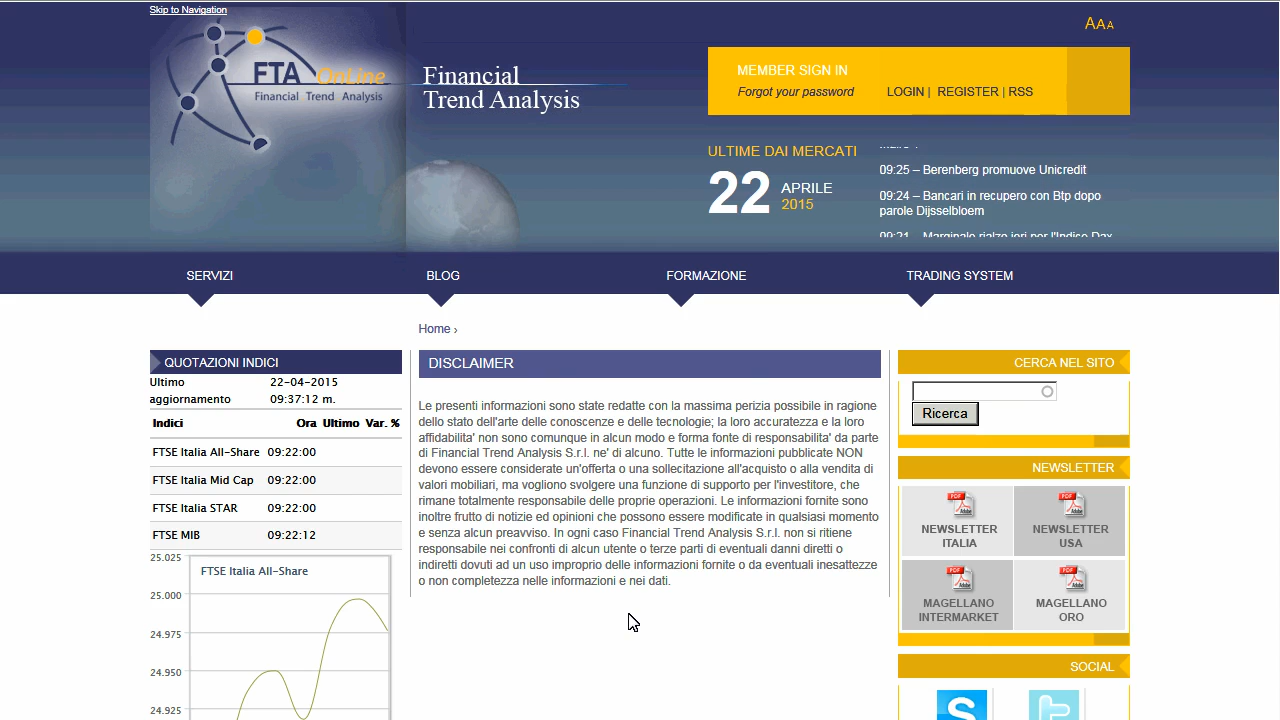 Skip to Navigation
AAA
FTA OnLine
Financial Trend Analysis
Financial
Trend Analysis
MEMBER SIGN IN
Forgot your password
LOGIN | REGISTER | RSS
ULTIME DAI MERCATI
22
APRILE
2015
09:25 – Berenberg promuove Unicredit
09:24 – Bancari in recupero con Btp dopo
parole Dijsselbloem
09:21 – Marginale rialzo ieri per l'Indice Dax
SERVIZI
BLOG
FORMAZIONE
TRADING SYSTEM
Home ›
QUOTAZIONI INDICI
Ultimo 22-04-2015
aggiornamento 09:37:12 m.
Indici Ora Ultimo Var. %
FTSE Italia All-Share 09:22:00
FTSE Italia Mid Cap 09:22:00
FTSE Italia STAR 09:22:00
FTSE MIB 09:22:12
25.025
FTSE Italia All-Share
25.000
24.975
24.950
24.925
DISCLAIMER
Le presenti informazioni sono state redatte con la massima perizia possibile in ragione
dello stato dell'arte delle conoscenze e delle tecnologie; la loro accuratezza e la loro
affidabilita' non sono comunque in alcun modo e forma fonte di responsabilita' da parte
di Financial Trend Analysis S.r.l. ne' di alcuno. Tutte le informazioni pubblicate NON
devono essere considerate un'offerta o una sollecitazione all'acquisto o alla vendita di
valori mobiliari, ma vogliono svolgere una funzione di supporto per l'investitore, che
rimane totalmente responsabile delle proprie operazioni. Le informazioni fornite sono
inoltre frutto di notizie ed opinioni che possono essere modificate in qualsiasi momento
e senza alcun preavviso. In ogni caso Financial Trend Analysis S.r.l. non si ritiene
responsabile nei confronti di alcun utente o terze parti di eventuali danni diretti o
indiretti dovuti ad un uso improprio delle informazioni fornite o da eventuali inesattezze
o non completezza nelle informazioni e nei dati.
CERCA NEL SITO
Ricerca
NEWSLETTER
NEWSLETTER
ITALIA
NEWSLETTER
USA
MAGELLANO
INTERMARKET
MAGELLANO
ORO
SOCIAL